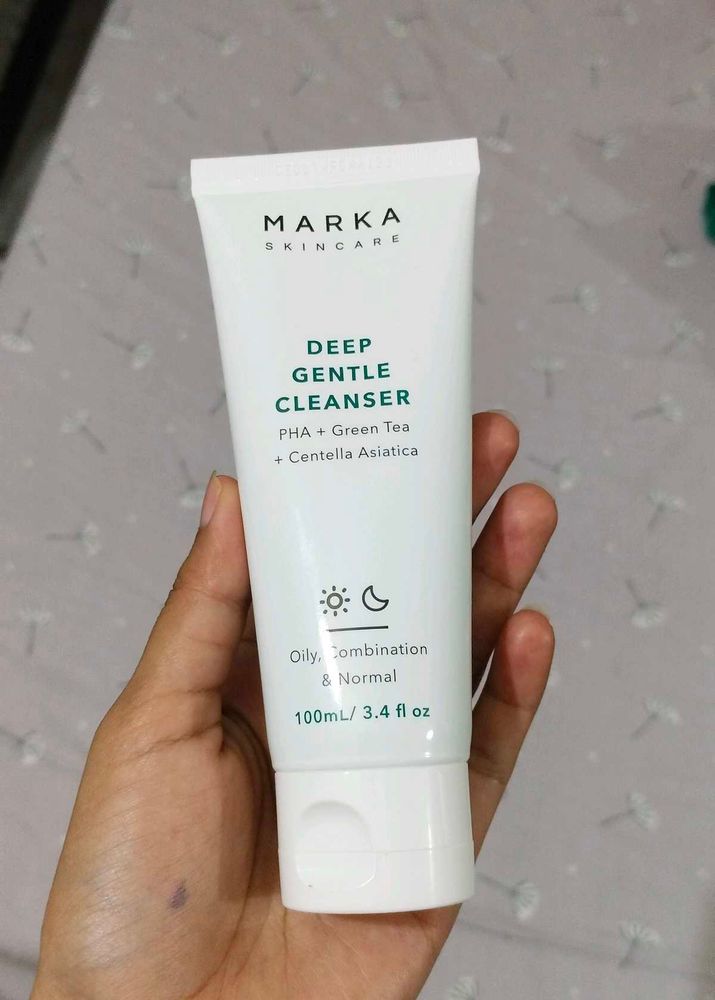 MARKA
SKINCARE
DEEP
GENTLE
CLEANSER
PHA + Green Tea
+ Centella Asiatica
Oily, Combination
& Normal
100mL/ 3.4 fl oz